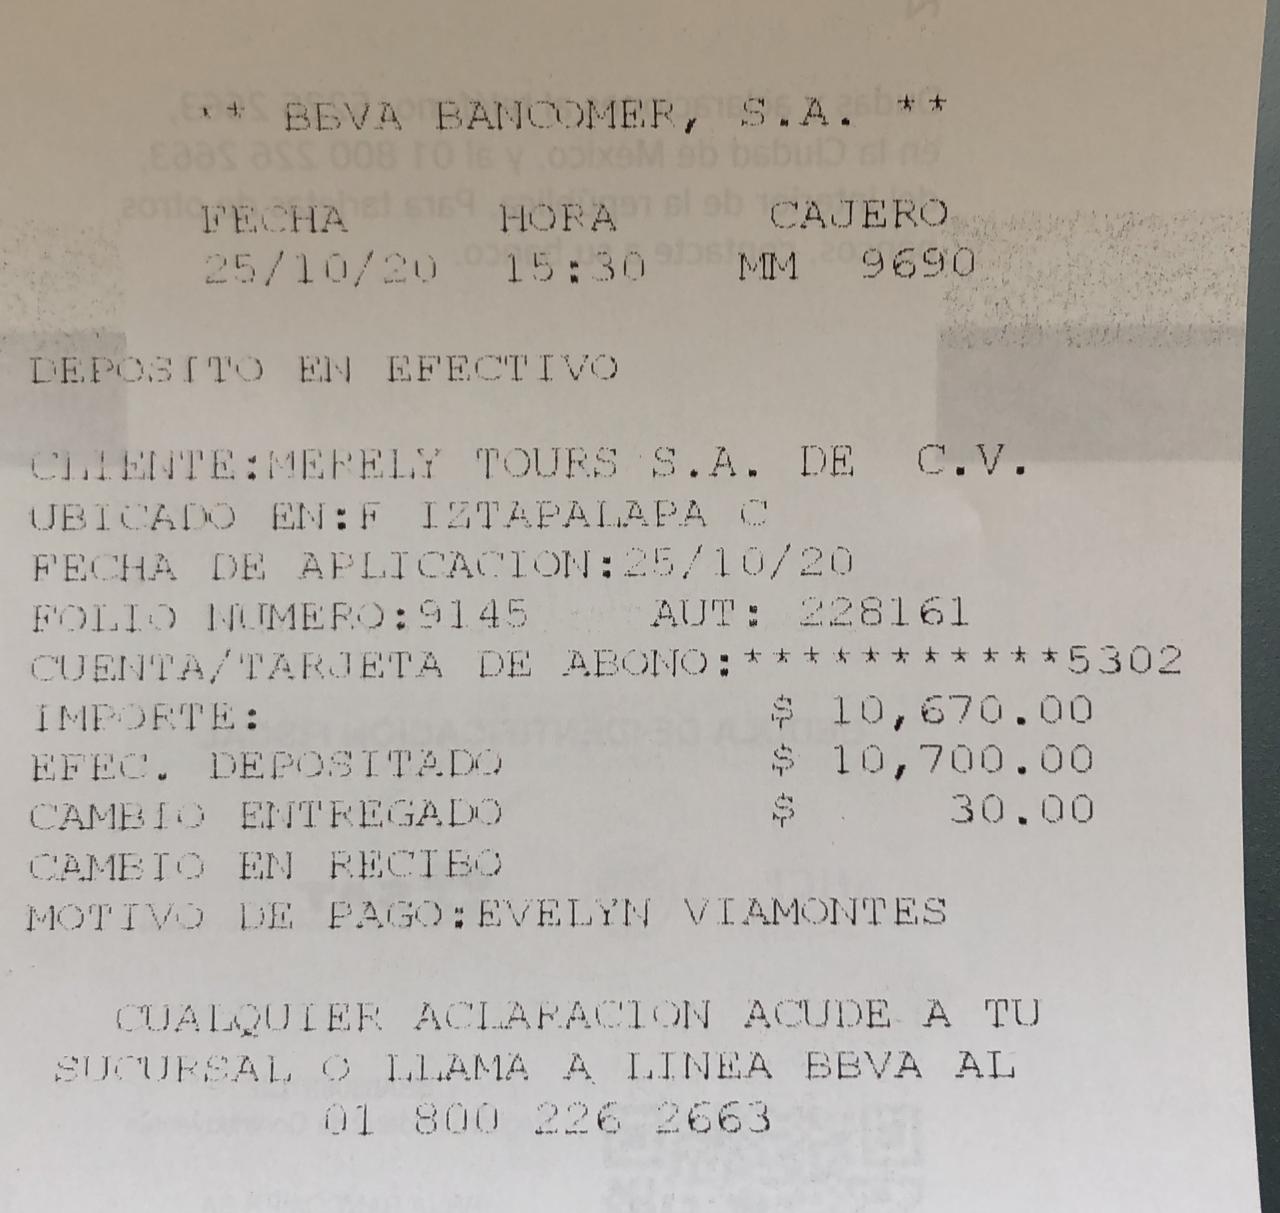 ** BBVA BANCOMER, S.A. **
FECHA HORA CAJERO
25/10/20 15:30 MM 9690
DEPOSITO EN EFECTIVO
CLIENTE:MERELY TOURS S.A. DE C.V.
UBICADO EN:F IZTAPALAPA C
FECHA DE APLICACION:25/10/20
FOLIO NUMERO:9145 AUT: 228161
CUENTA/TARJETA DE ABONO:***********5302
IMPORTE: $ 10,670.00
EFEC. DEPOSITADO $ 10,700.00
CAMBIO ENTREGADO $ 30.00
CAMBIO EN RECIBO
MOTIVO DE PAGO:EVELYN VIAMONTES
CUALQUIER ACLARACION ACUDE A TU
SUCURSAL O LLAMA A LINEA BBVA AL
01 800 226 2663